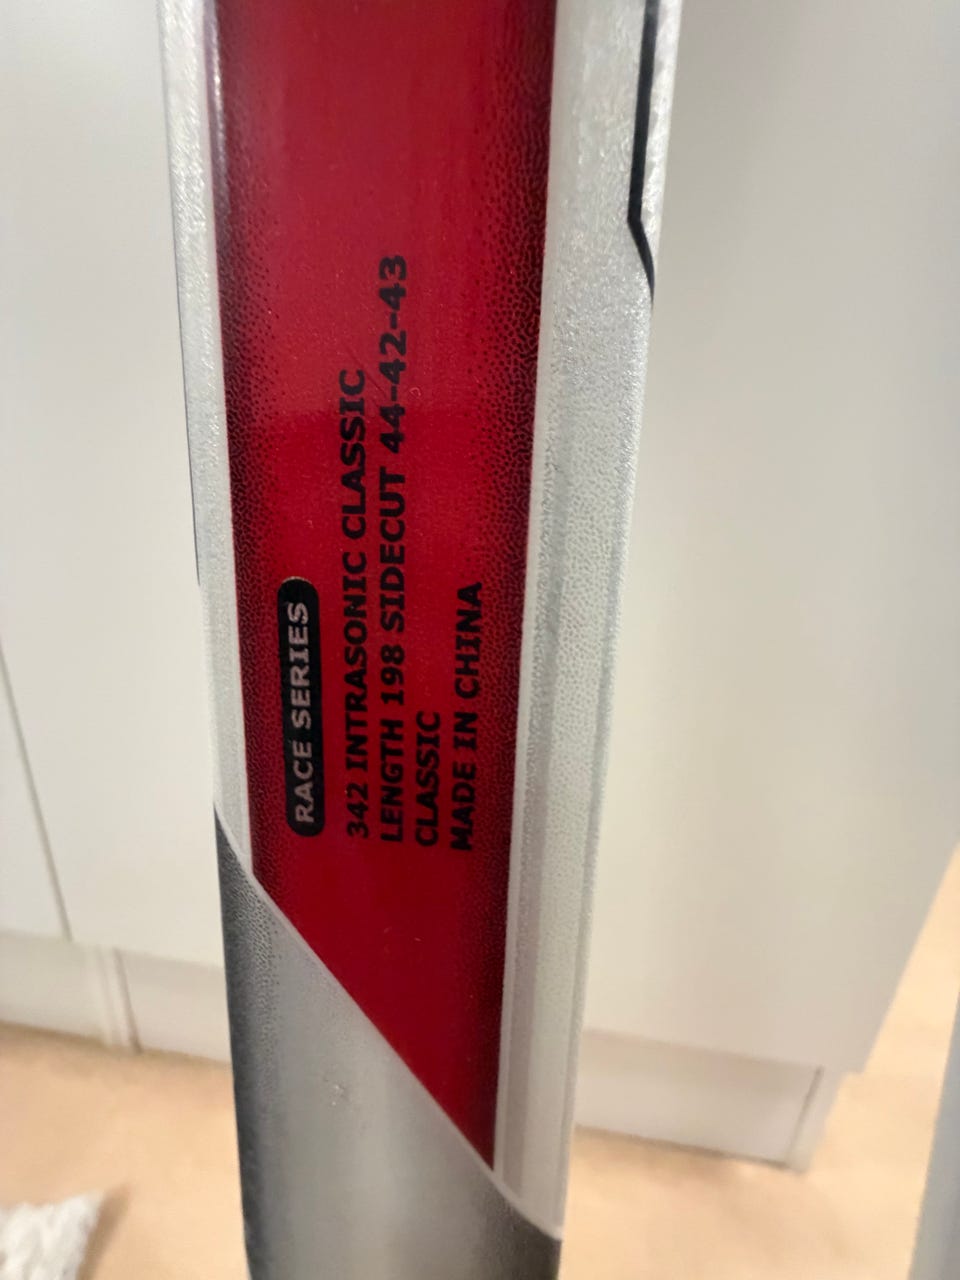 RACE SERIES
342 INTRASONIC CLASSIC
LENGTH 198 SIDECUT 44-42-43
CLASSIC
MADE IN CHINA